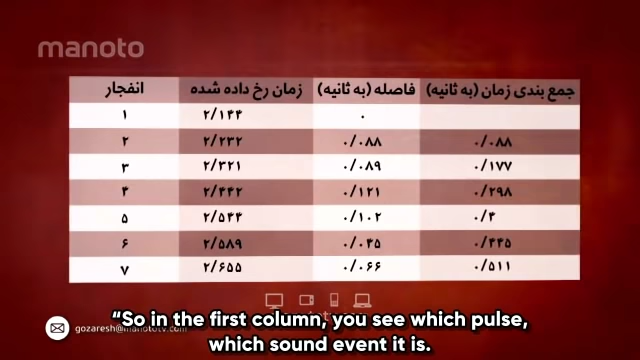 manoto
انفجار زمان رخ داده شده فاصله (به ثانیه) جمع بندی زمان (به ثانیه)
۱ ۲/۱۴۴ ۰
۲ ۲/۲۳۲ ۰/۰۸۸ ۰/۰۸۸
۳ ۲/۳۲۱ ۰/۰۸۹ ۰/۱۷۷
۴ ۲/۴۴۲ ۰/۱۲۱ ۰/۲۹۸
۵ ۲/۵۴۴ ۰/۱۰۲ ۰/۴
۶ ۲/۵۸۹ ۰/۰۴۵ ۰/۴۴۵
۷ ۲/۶۵۵ ۰/۰۶۶ ۰/۵۱۱
“So in the first column, you see which pulse,
gozaresh@manototv.com
which sound event it is.